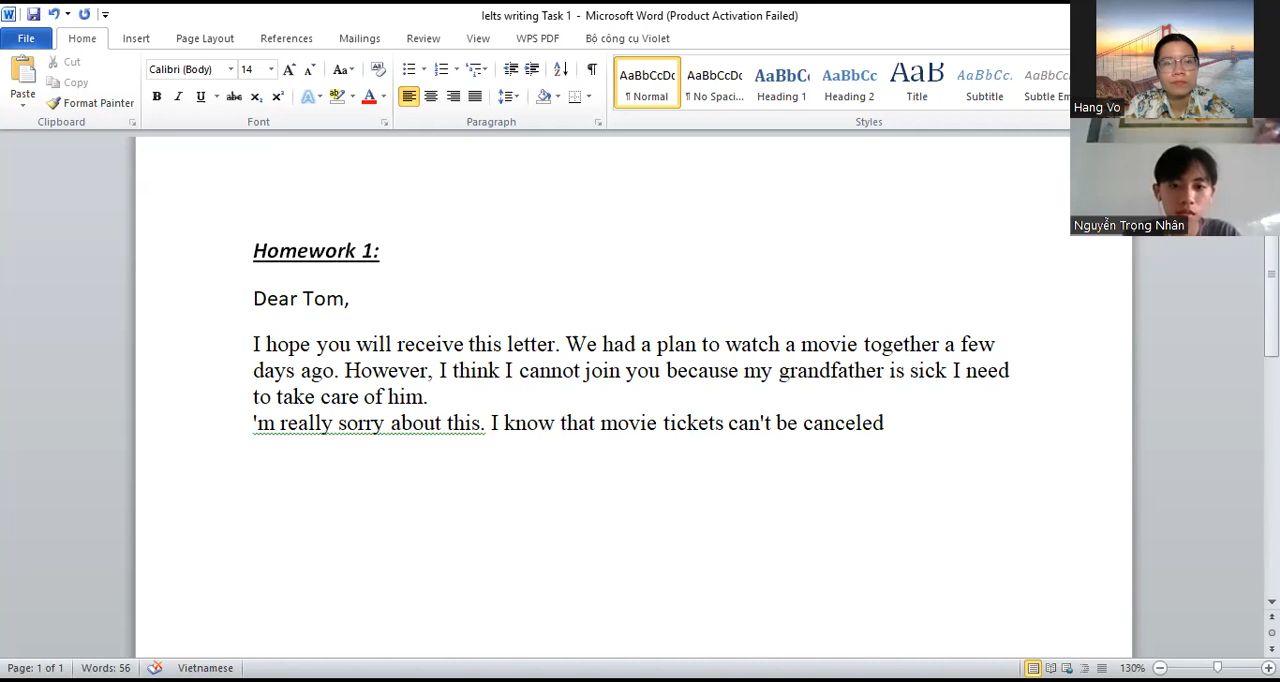 Ielts writing Task 1 - Microsoft Word (Product Activation Failed)
File Home Insert Page Layout References Mailings Review View WPS PDF Bộ công cụ Violet
Paste
Cut
Copy
Format Painter
Clipboard
Calibri (Body) 14
Font
Paragraph
AaBbCcDc AaBbCcDc AaBbC AaBbCc AaB AaBbCc. AaBbCcD
¶ Normal ¶ No Spaci... Heading 1 Heading 2 Title Subtitle Subtle Em
Styles
Hang Vo
Nguyễn Trọng Nhân
Homework 1:
Dear Tom,
I hope you will receive this letter. We had a plan to watch a movie together a few
days ago. However, I think I cannot join you because my grandfather is sick I need
to take care of him.
'm really sorry about this. I know that movie tickets can't be canceled
Page: 1 of 1 Words: 56 Vietnamese 130%